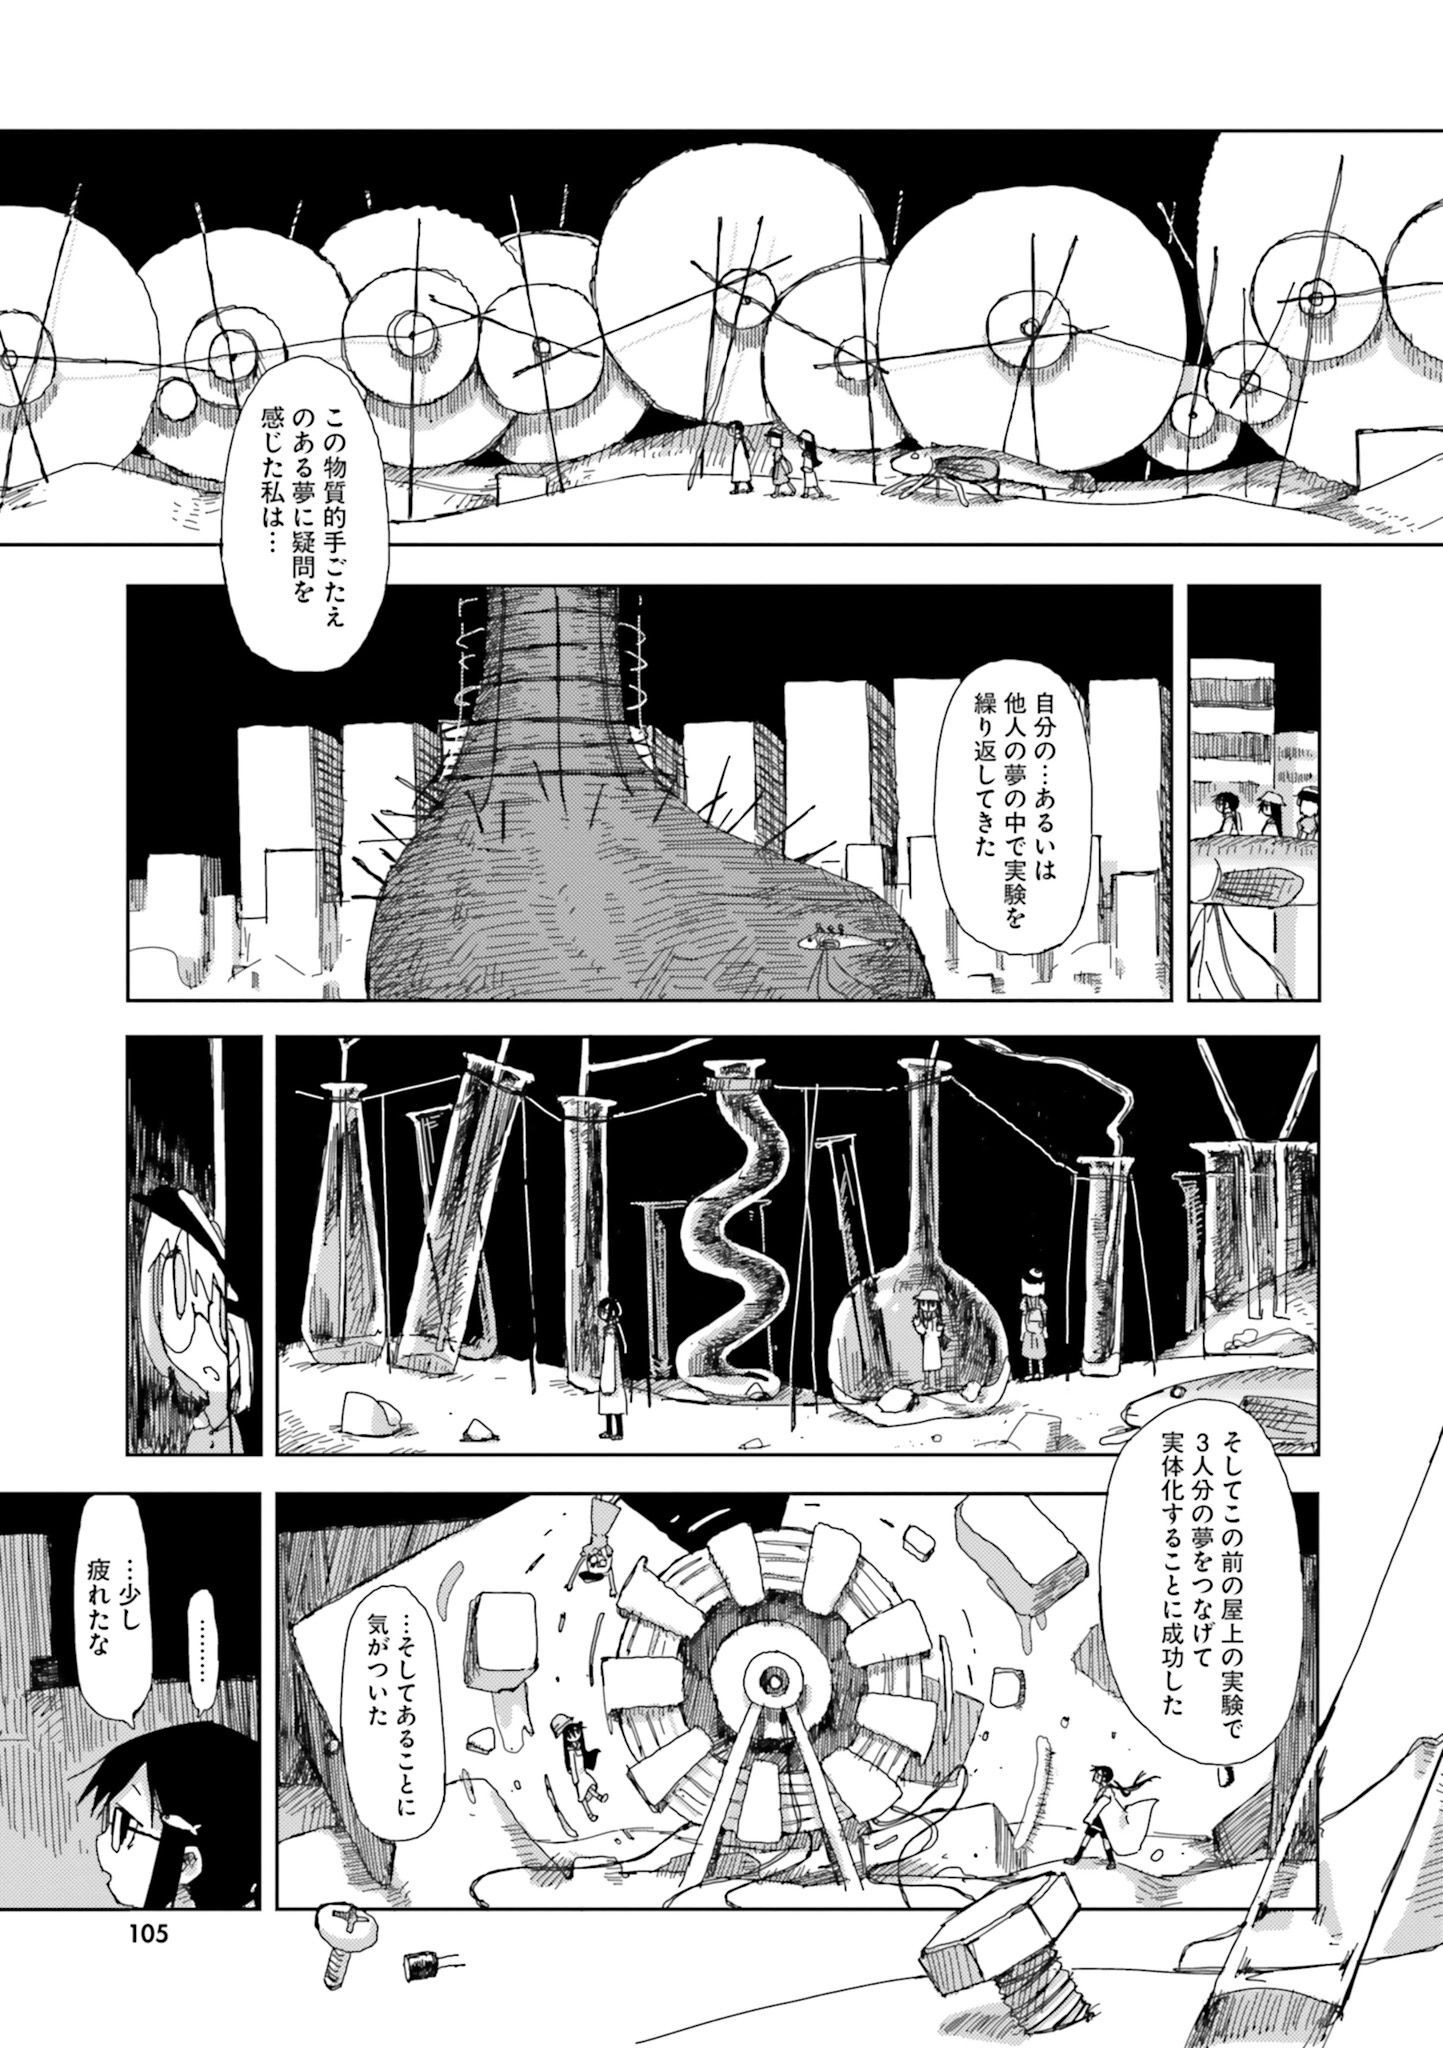 この物質的手ごたえ
のある夢に疑問を
感じた私は…
自分の…あるいは
他人の夢の中で実験を
繰り返してきた
そしてこの前の屋上の実験で
3人分の夢をつなげて
実体化することに成功した
…そしてあることに
気がついた
………
…少し
疲れたな
105